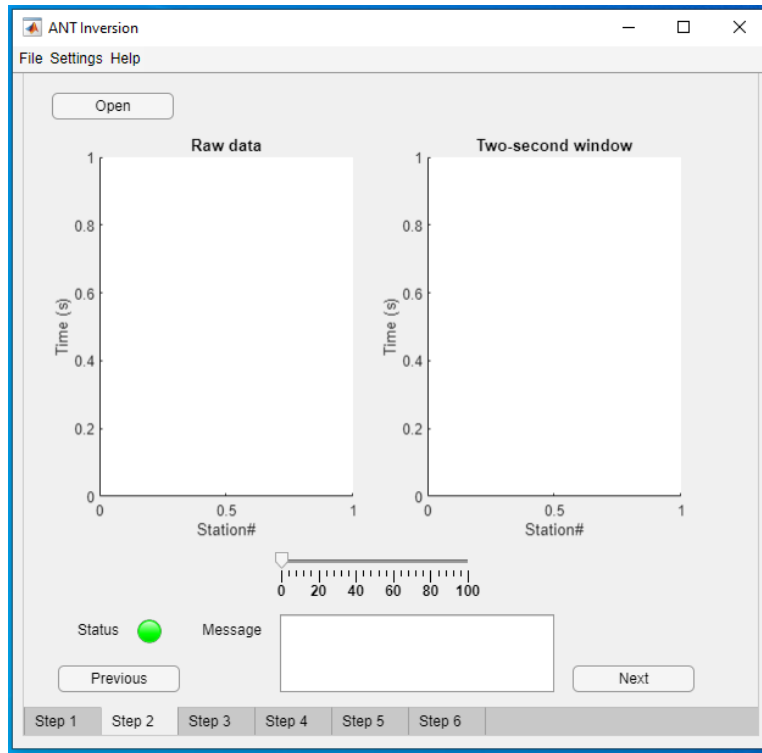 ANT Inversion
File Settings Help
Open
Raw data
Two-second window
1
0.8
0.6
0.4
0.2
0
Time (s)
0 0.5 1
Station#
1
0.8
0.6
0.4
0.2
0
Time (s)
0 0.5 1
Station#
0 20 40 60 80 100
Status Message
Previous Next
Step 1 Step 2 Step 3 Step 4 Step 5 Step 6